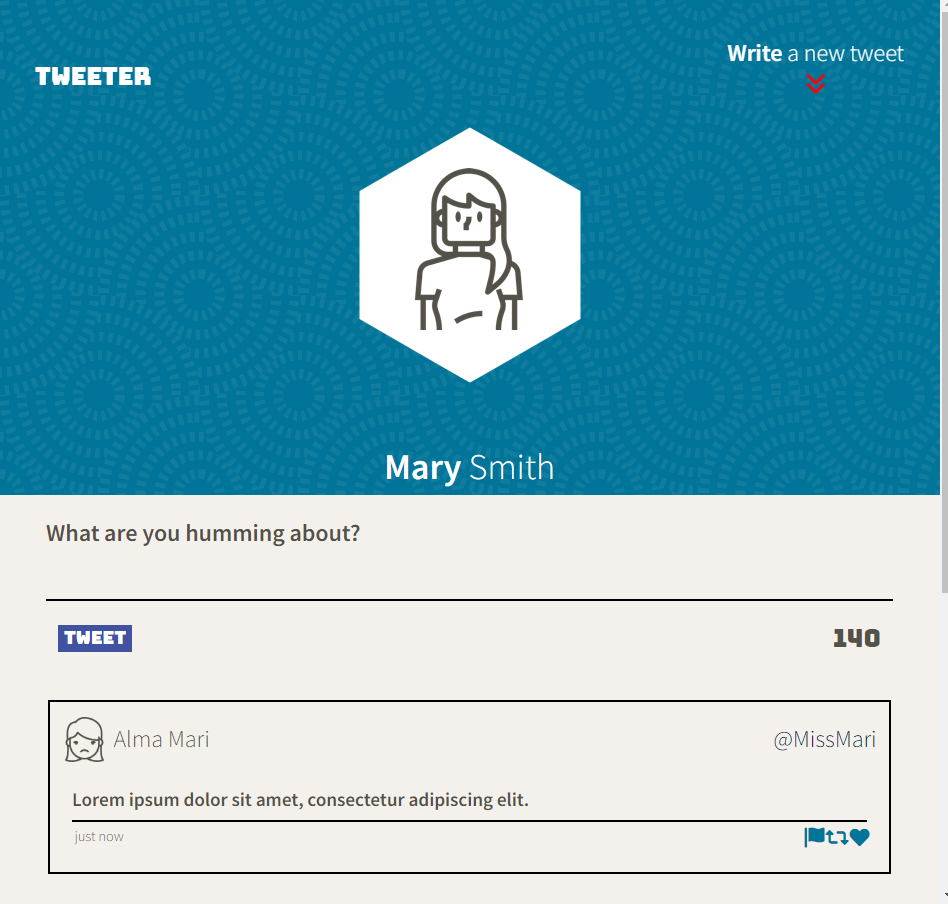 TWEETER
Write a new tweet
Mary Smith
What are you humming about?
TWEET
140
Alma Mari
@MissMari
Lorem ipsum dolor sit amet, consectetur adipiscing elit.
just now